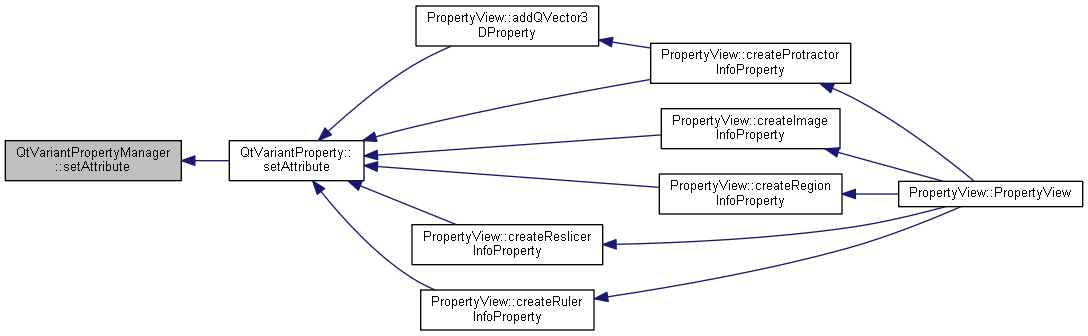 QtVariantPropertyManager
::setAttribute
QtVariantProperty::
setAttribute
PropertyView::addQVector3
DProperty
PropertyView::createProtractor
InfoProperty
PropertyView::createImage
InfoProperty
PropertyView::createRegion
InfoProperty
PropertyView::createReslicer
InfoProperty
PropertyView::createRuler
InfoProperty
PropertyView::PropertyView